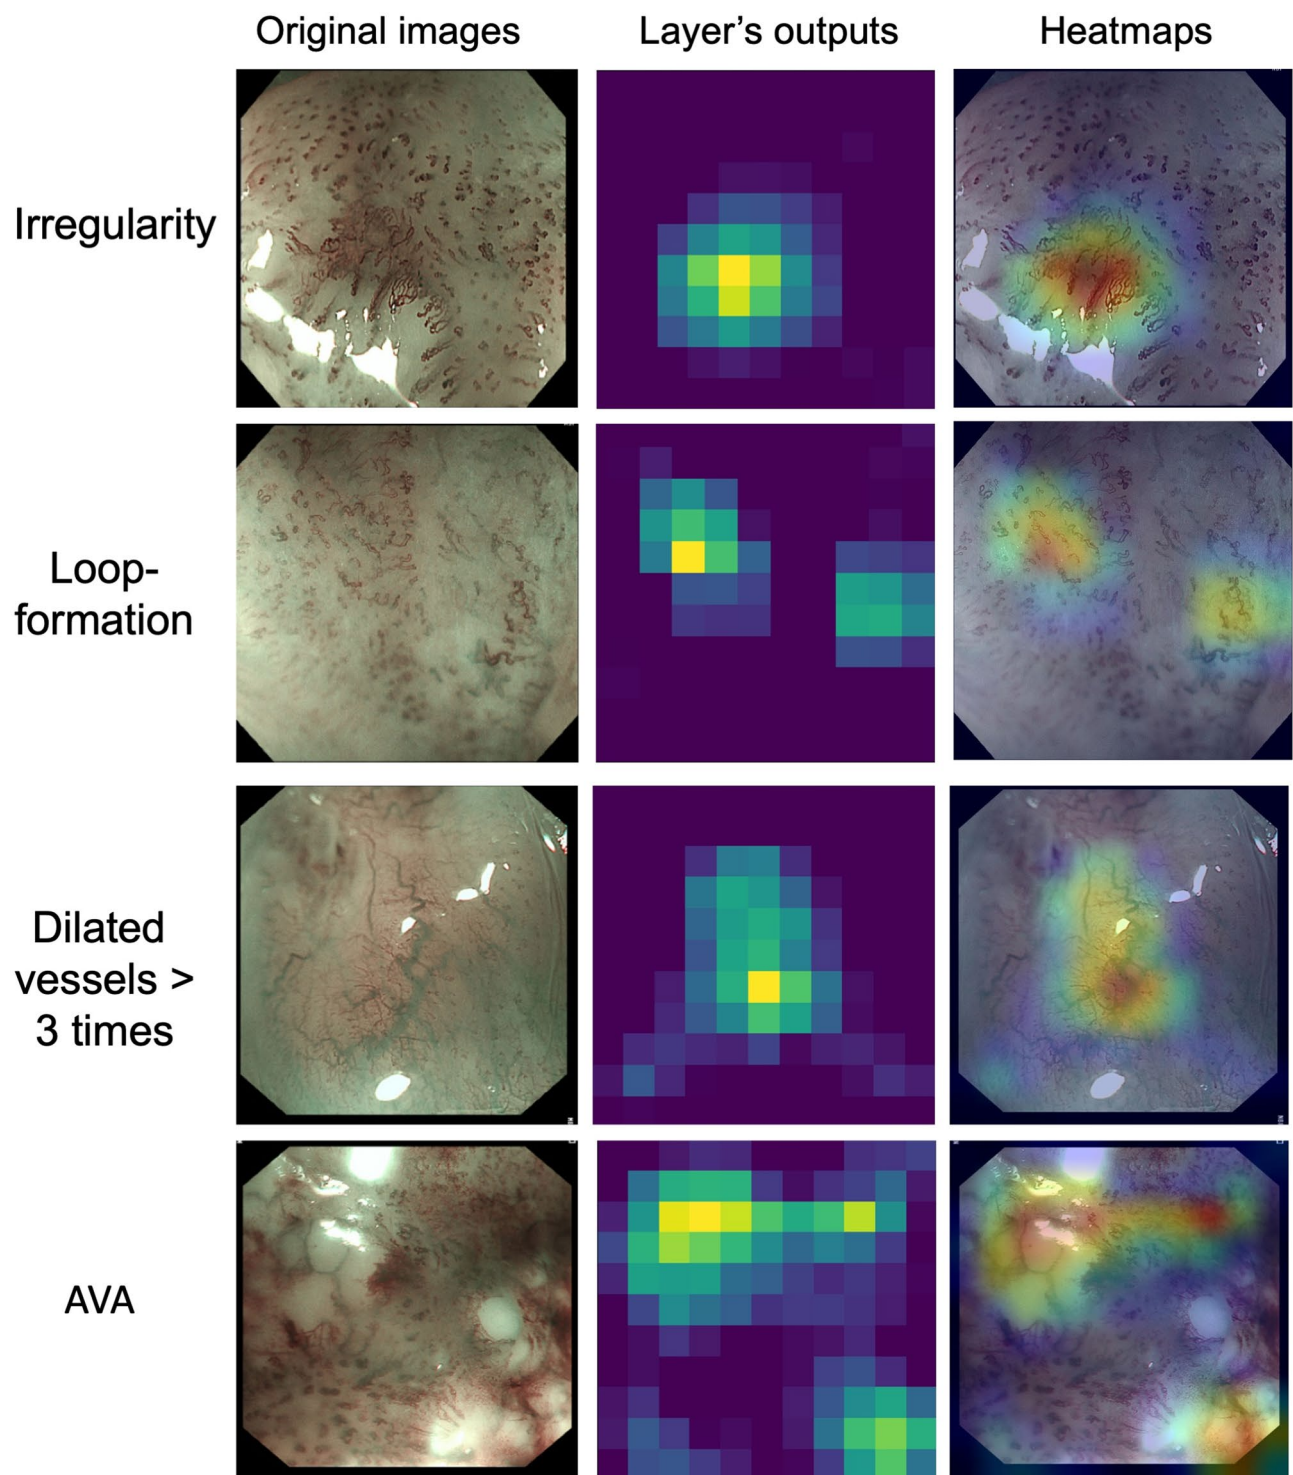 Original images
Layer’s outputs
Heatmaps
Irregularity
Loop-
formation
Dilated
vessels >
3 times
AVA